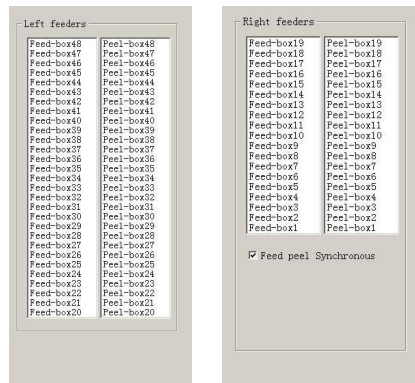 Left feeders
Feed-box48 Peel-box48
Feed-box47 Peel-box47
Feed-box46 Peel-box46
Feed-box45 Peel-box45
Feed-box44 Peel-box44
Feed-box43 Peel-box43
Feed-box42 Peel-box42
Feed-box41 Peel-box41
Feed-box40 Peel-box40
Feed-box39 Peel-box39
Feed-box38 Peel-box38
Feed-box37 Peel-box37
Feed-box36 Peel-box36
Feed-box35 Peel-box35
Feed-box34 Peel-box34
Feed-box33 Peel-box33
Feed-box32 Peel-box32
Feed-box31 Peel-box31
Feed-box30 Peel-box30
Feed-box29 Peel-box29
Feed-box28 Peel-box28
Feed-box27 Peel-box27
Feed-box26 Peel-box26
Feed-box25 Peel-box25
Feed-box24 Peel-box24
Feed-box23 Peel-box23
Feed-box22 Peel-box22
Feed-box21 Peel-box21
Feed-box20 Peel-box20
Right feeders
Feed-box19 Peel-box19
Feed-box18 Peel-box18
Feed-box17 Peel-box17
Feed-box16 Peel-box16
Feed-box15 Peel-box15
Feed-box14 Peel-box14
Feed-box13 Peel-box13
Feed-box12 Peel-box12
Feed-box11 Peel-box11
Feed-box10 Peel-box10
Feed-box9 Peel-box9
Feed-box8 Peel-box8
Feed-box7 Peel-box7
Feed-box6 Peel-box6
Feed-box5 Peel-box5
Feed-box4 Peel-box4
Feed-box3 Peel-box3
Feed-box2 Peel-box2
Feed-box1 Peel-box1
Feed peel Synchronous